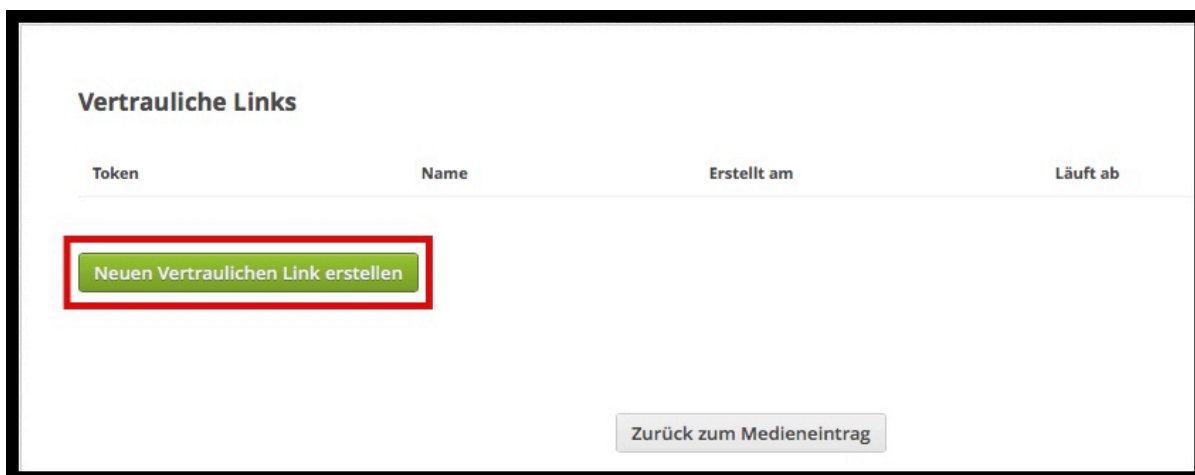 Vertrauliche Links
Token Name Erstellt am Läuft ab
Neuen Vertraulichen Link erstellen
Zurück zum Medieneintrag